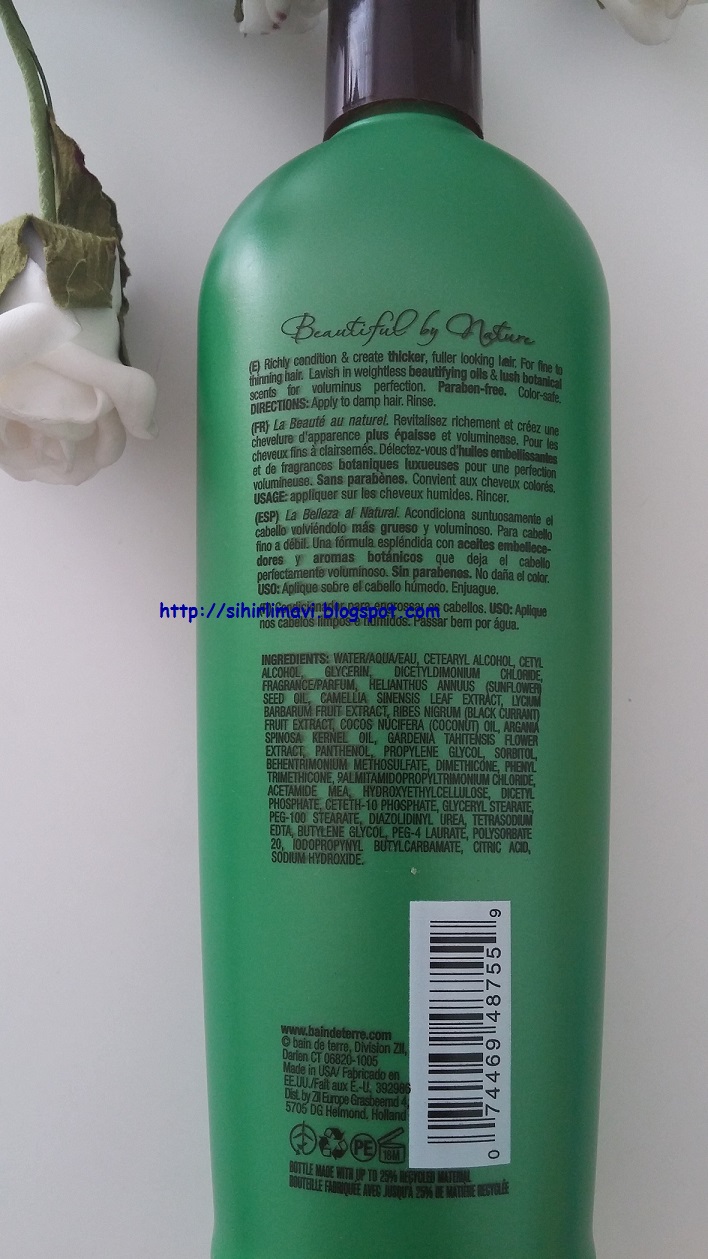 Beautiful by Nature
(E) Richly condition & create thicker, fuller looking hair. For fine to
thinning hair. Lavish in weightless beautifying oils & lush botanical
scents for voluminus perfection. Paraben-free. Color-safe.
DIRECTIONS: Apply to damp hair. Rinse.
(FR) La Beauté au naturel. Revitalisez richement et créez une
chevelure d'apparence plus épaisse et volumineuse. Pour les
cheveux fins à clairsemés. Délectez-vous d'huiles embellissantes
et de fragrances botaniques luxueuses pour une perfection
volumineuse. Sans parabènes. Convient aux cheveux colorés.
USAGE: appliquer sur les cheveux humides. Rincer.
(ESP) La Belleza al Natural. Acondiciona suntuosamente el
cabello volviéndolo más grueso y voluminoso. Para cabello
fino a débil. Una fórmula espléndida con aceites embellece-
dores y aromas botánicos que deja el cabello
perfectamente voluminoso. Sin parabenos. No daña el color.
USO: Aplique sobre el cabello húmedo. Enjuague.
http://sihirlimavi.blogspot.com
Condicionador para engrossar os cabellos. USO: Aplique
nos cabelos limpos e húmidos. Passar bem por água.
INGREDIENTS: WATER/AQUA/EAU, CETEARYL ALCOHOL, CETYL
ALCOHOL, GLYCERIN, DICETYLDIMONIUM CHLORIDE,
FRAGRANCE/PARFUM, HELIANTHUS ANNUUS (SUNFLOWER)
SEED OIL, CAMELLIA SINENSIS LEAF EXTRACT, LYCIUM
BARBARUM FRUIT EXTRACT, RIBES NIGRUM (BLACK CURRANT)
FRUIT EXTRACT, COCOS NUCIFERA (COCONUT) OIL, ARGANIA
SPINOSA KERNEL OIL, GARDENIA TAHITENSIS FLOWER
EXTRACT, PANTHENOL, PROPYLENE GLYCOL, SORBITOL,
BEHENTRIMONIUM METHOSULFATE, DIMETHICONE, PHENYL
TRIMETHICONE, PALMITAMIDOPROPYLTRIMONIUM CHLORIDE,
ACETAMIDE MEA, HYDROXYETHYLCELLULOSE, DICETYL
PHOSPHATE, CETETH-10 PHOSPHATE, GLYCERYL STEARATE,
PEG-100 STEARATE, DIAZOLIDINYL UREA, TETRASODIUM
EDTA, BUTYLENE GLYCOL, PEG-4 LAURATE, POLYSORBATE
20, IODOPROPYNYL BUTYLCARBAMATE, CITRIC ACID,
SODIUM HYDROXIDE.
0 74469 48755 9
www.baindeterre.com
© bain de terre, Division ZII,
Darien CT 06820-1005
Made in USA/ Fabricado en
EE.UU./Fait aux É.-U. 392986
Dist. by ZII Europe Grasbeemd 4,
5705 DG Helmond, Holland
PE 18M
BOTTLE MADE WITH UP TO 25% RECYCLED MATERIAL
BOUTEILLE FABRIQUÉE AVEC JUSQU'À 25% DE MATIÈRE RECYCLÉE